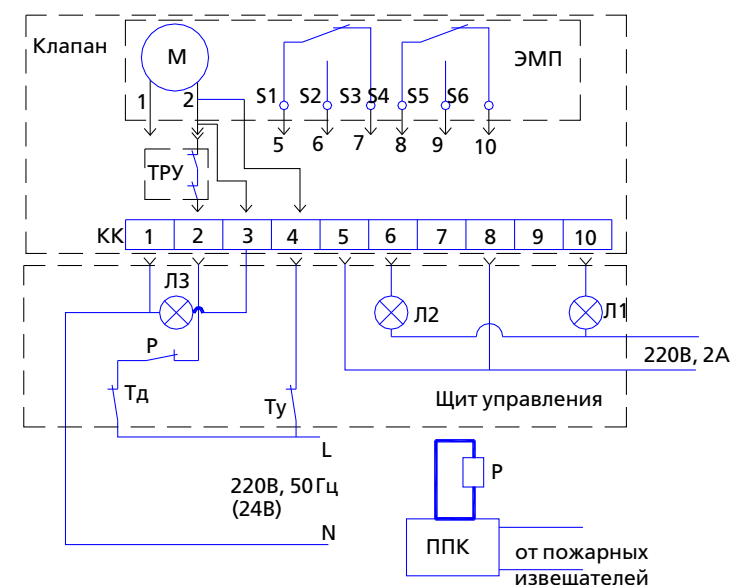 Клапан
М
ЭМП
1
2
S1
S2
S3
S4
S5
S6
5
6
7
8
9
10
ТРУ
КК
1
2
3
4
5
6
7
8
9
10
Л3
Л2
Л1
Р
220В, 2А
Тд
Ту
Щит управления
L
220В, 50 Гц
(24В)
Р
N
ППК
от пожарных
извещателей